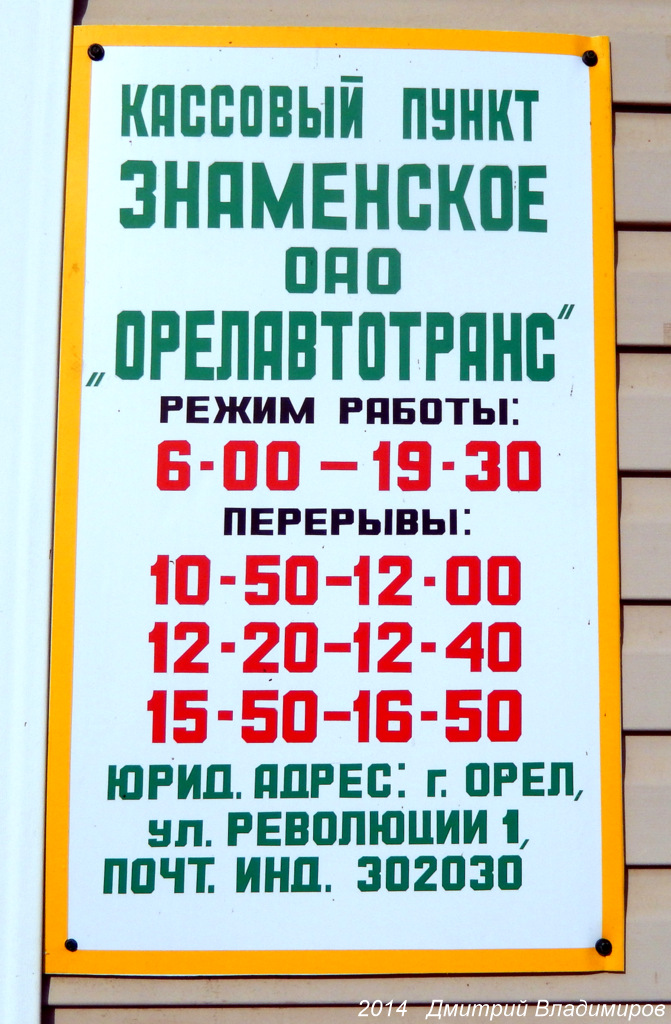 КАССОВЫЙ ПУНКТ
ЗНАМЕНСКОЕ
ОАО
„ОРЕЛАВТОТРАНС“
РЕЖИМ РАБОТЫ:
6-00 – 19-30
ПЕРЕРЫВЫ:
10-50–12-00
12-20–12-40
15-50–16-50
ЮРИД. АДРЕС: г. ОРЕЛ,
ул. РЕВОЛЮЦИИ 1,
ПОЧТ. ИНД. 302030
2014 Дмитрий Владимиров